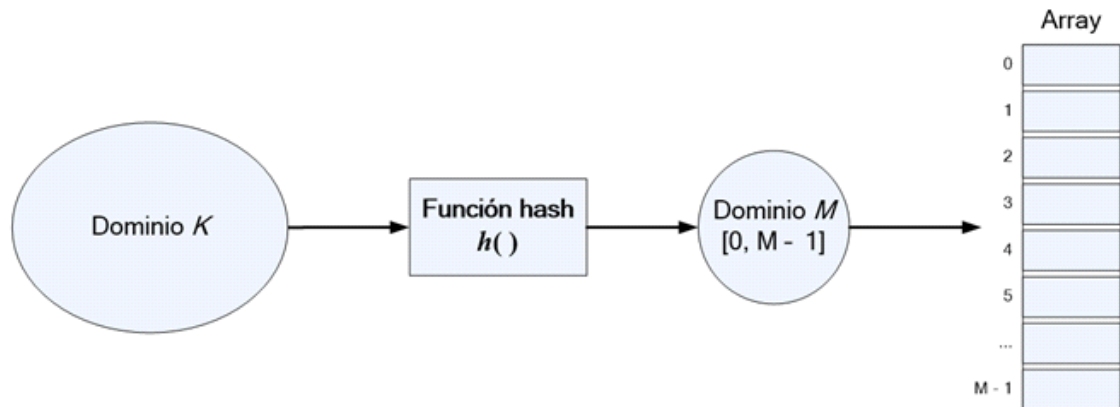 Array
Dominio K
Función hash
h( )
Dominio M
[0, M - 1]
0
1
2
3
4
5
...
M - 1